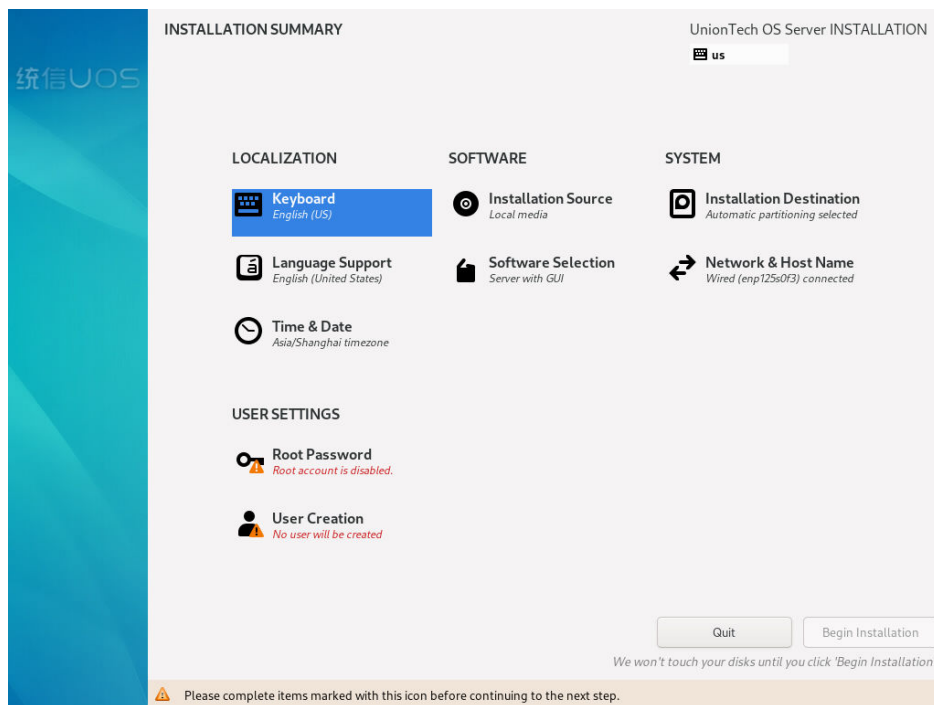 INSTALLATION SUMMARY
UnionTech OS Server INSTALLATION
us
统信UOS
LOCALIZATION
Keyboard
English (US)
Language Support
English (United States)
Time & Date
Asia/Shanghai timezone
SOFTWARE
Installation Source
Local media
Software Selection
Server with GUI
SYSTEM
Installation Destination
Automatic partitioning selected
Network & Host Name
Wired (enp125s0f3) connected
USER SETTINGS
Root Password
Root account is disabled.
User Creation
No user will be created
Quit
Begin Installation
We won't touch your disks until you click 'Begin Installation
Please complete items marked with this icon before continuing to the next step.